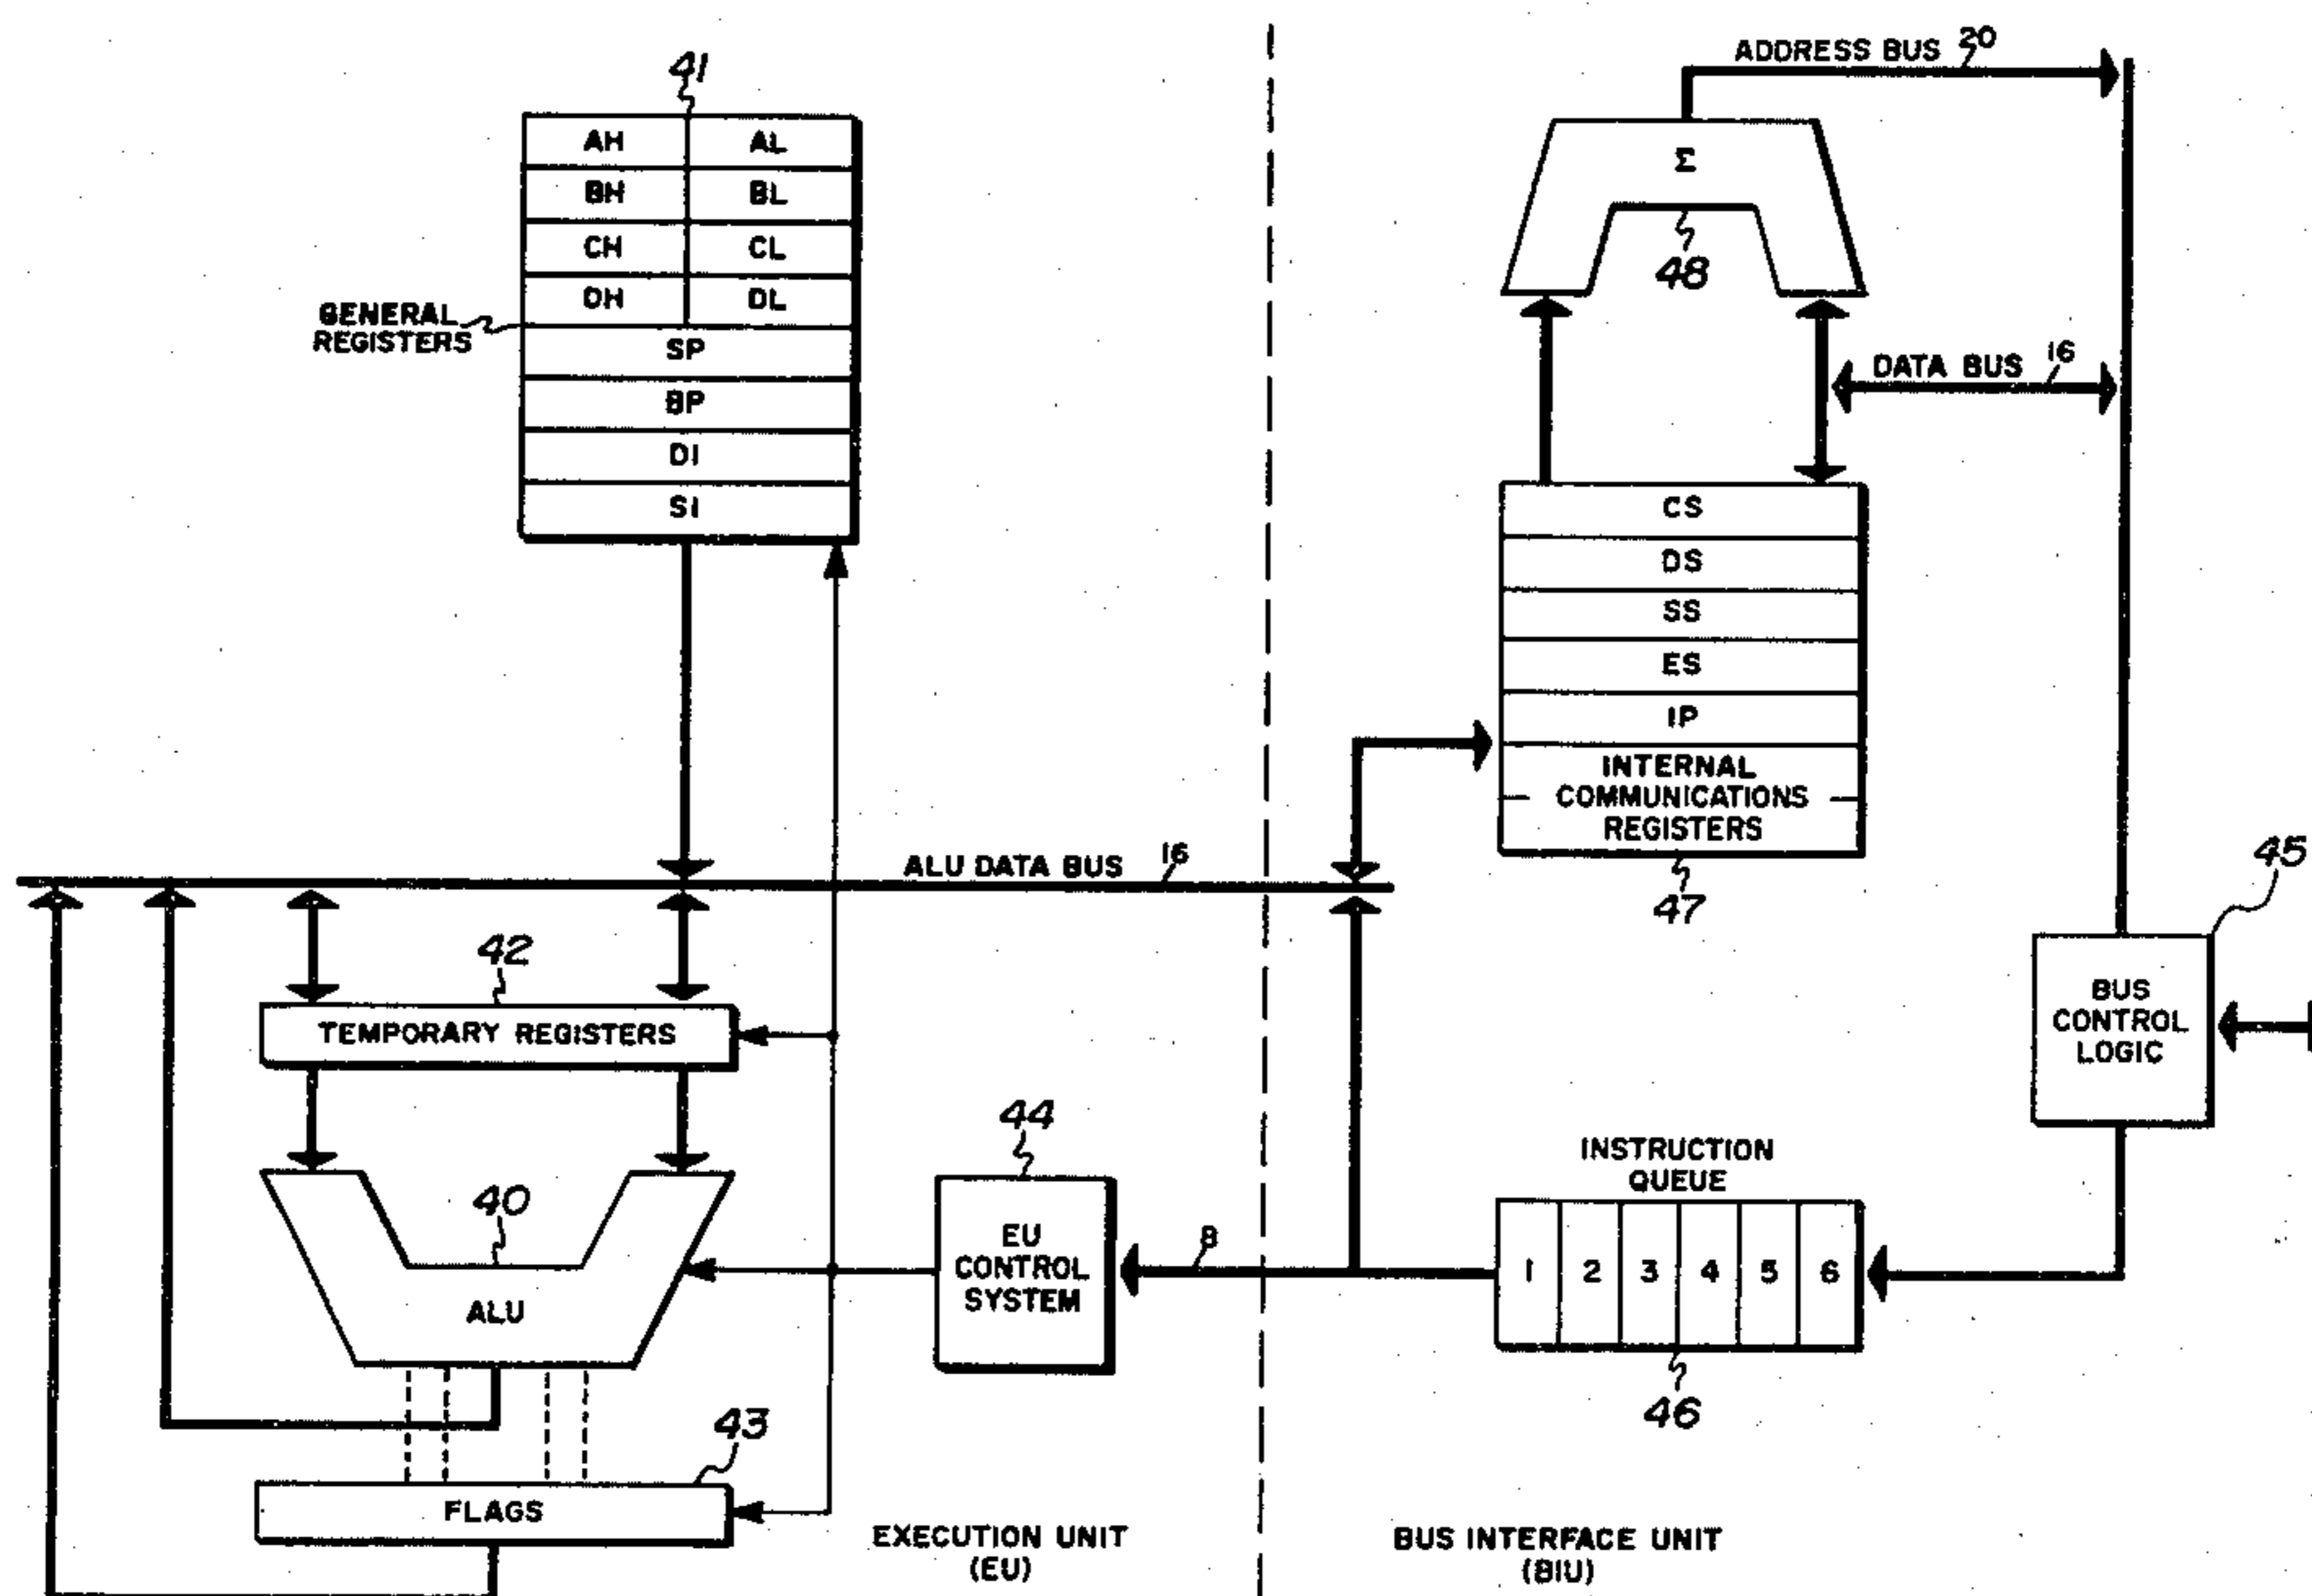 41
AH AL
BH BL
CH CL
DH DL
GENERAL
REGISTERS
SP
BP
DI
SI
ALU DATA BUS 16
42
TEMPORARY REGISTERS
40
ALU
43
FLAGS
44
EU
CONTROL
SYSTEM
8
EXECUTION UNIT
(EU)
ADDRESS BUS 20
Σ
48
DATA BUS 16
CS
DS
SS
ES
IP
INTERNAL
COMMUNICATIONS
REGISTERS
47
45
BUS
CONTROL
LOGIC
INSTRUCTION
QUEUE
1 2 3 4 5 6
46
BUS INTERFACE UNIT
(BIU)